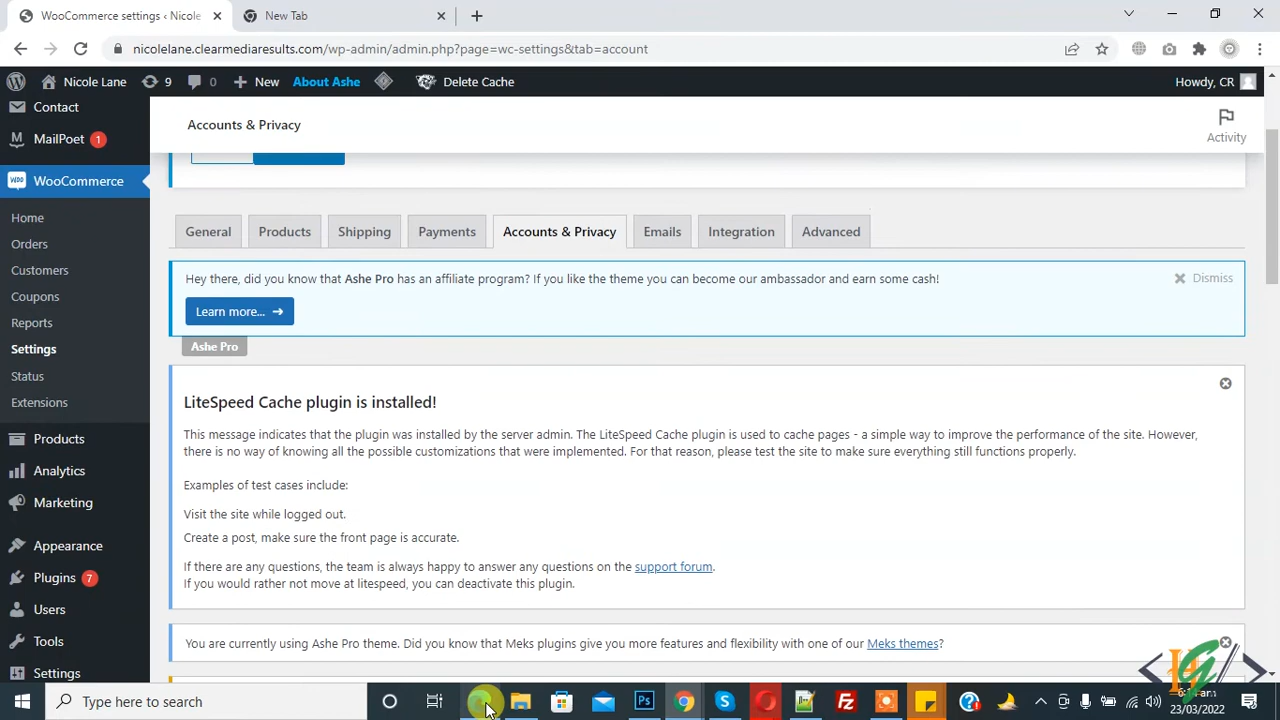 WooCommerce settings ‹ Nicole
New Tab
nicolelane.clearmediaresults.com/wp-admin/admin.php?page=wc-settings&tab=account
Nicole Lane
9
0
New
About Ashe
Delete Cache
Howdy, CR
Contact
MailPoet 1
WooCommerce
Home
Orders
Customers
Coupons
Reports
Settings
Status
Extensions
Products
Analytics
Marketing
Appearance
Plugins 7
Users
Tools
Settings
Accounts & Privacy
Activity
General
Products
Shipping
Payments
Accounts & Privacy
Emails
Integration
Advanced
Hey there, did you know that Ashe Pro has an affiliate program? If you like the theme you can become our ambassador and earn some cash!
Dismiss
Learn more... →
Ashe Pro
LiteSpeed Cache plugin is installed!
This message indicates that the plugin was installed by the server admin. The LiteSpeed Cache plugin is used to cache pages - a simple way to improve the performance of the site. However,
there is no way of knowing all the possible customizations that were implemented. For that reason, please test the site to make sure everything still functions properly.
Examples of test cases include:
Visit the site while logged out.
Create a post, make sure the front page is accurate.
If there are any questions, the team is always happy to answer any questions on the support forum.
If you would rather not move at litespeed, you can deactivate this plugin.
You are currently using Ashe Pro theme. Did you know that Meks plugins give you more features and flexibility with one of our Meks themes?
Type here to search
23/03/2022